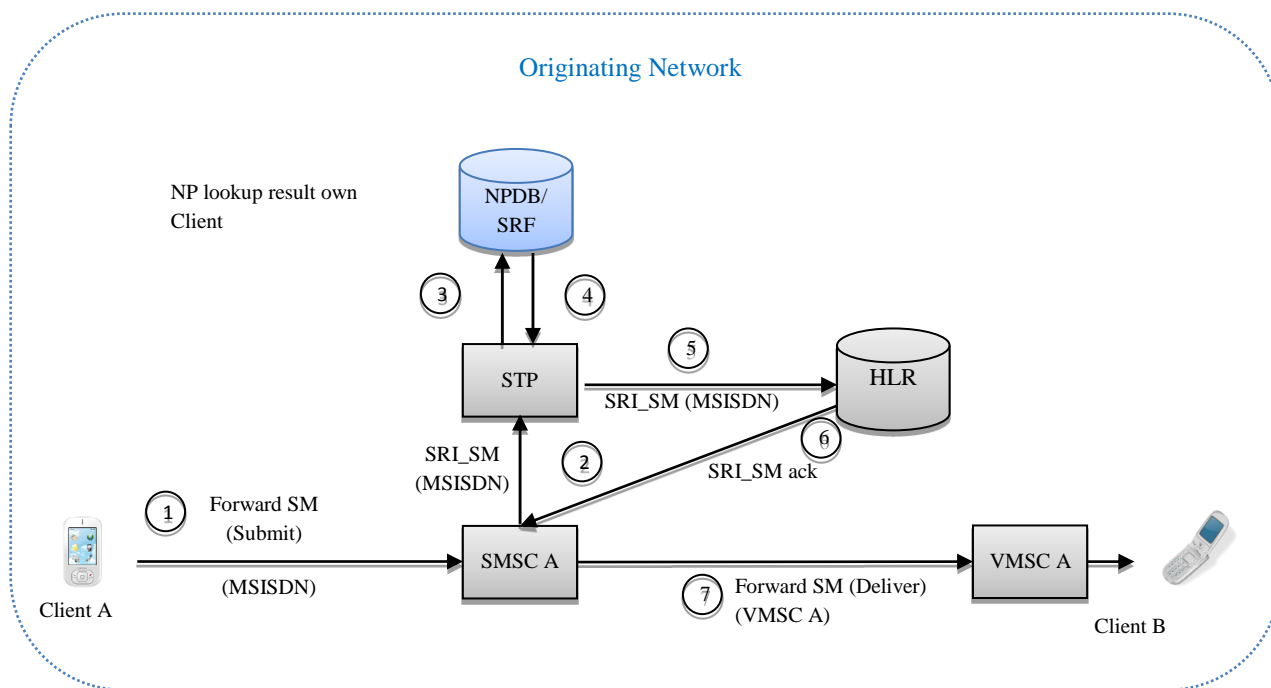 Originating Network
NP lookup result own
Client
NPDB/
SRF
3
4
STP
5
SRI_SM (MSISDN)
HLR
6
SRI_SM ack
2
SRI_SM
(MSISDN)
1
Forward SM
(Submit)
(MSISDN)
Client A
SMSC A
7
Forward SM (Deliver)
(VMSC A)
VMSC A
Client B